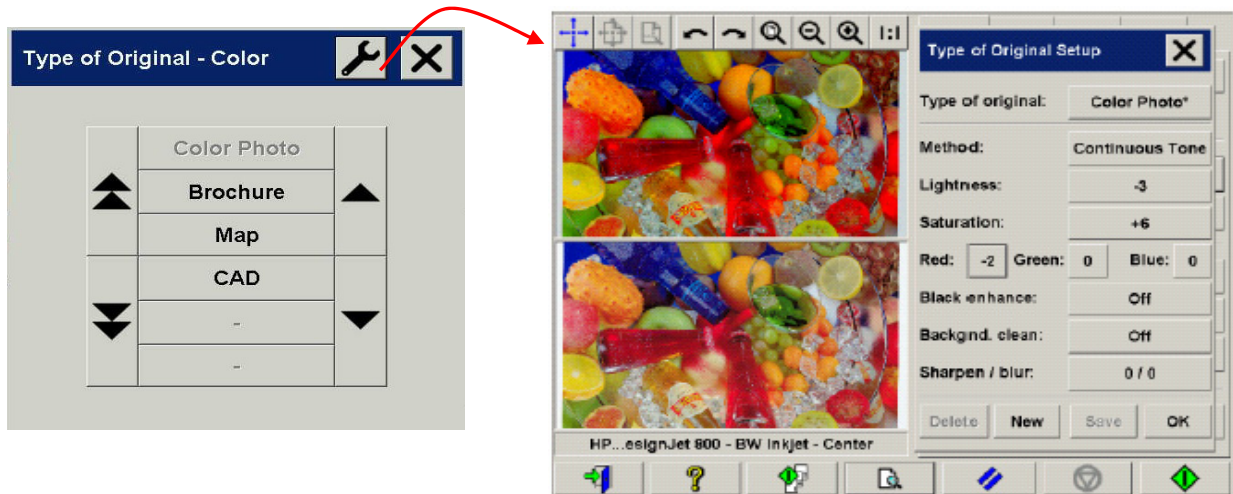 Type of Original - Color
Color Photo
Brochure
Map
CAD
-
-
1:1
HP...esignJet 800 - BW Inkjet - Center
Type of Original Setup
Type of original: Color Photo*
Method: Continuous Tone
Lightness: -3
Saturation: +6
Red: -2 Green: 0 Blue: 0
Black enhance: Off
Backgnd. clean: Off
Sharpen / blur: 0 / 0
Delete New Save OK